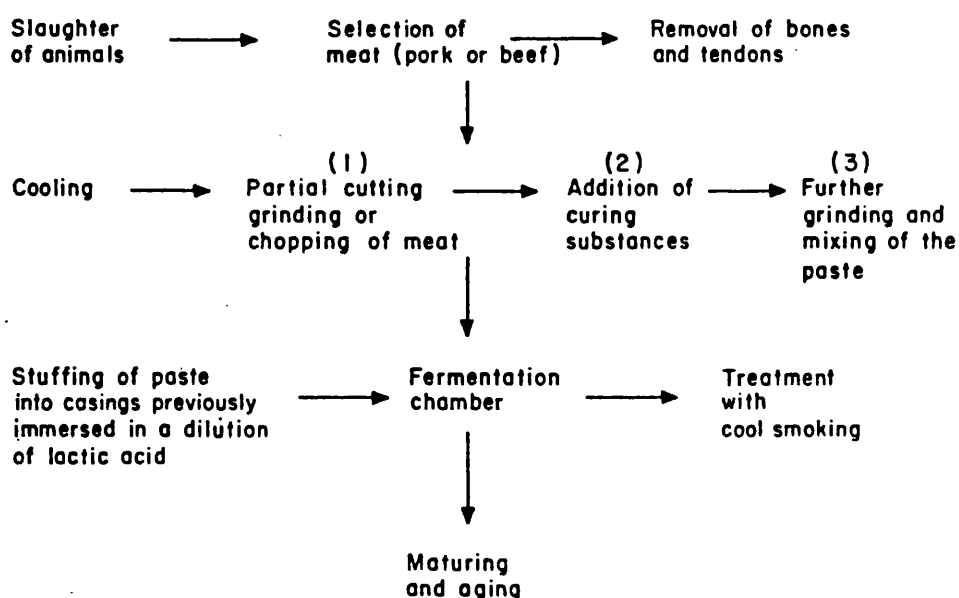 Slaughter
of animals
Selection of
meat (pork or beef)
Removal of bones
and tendons
Cooling
(1)
Partial cutting
grinding or
chopping of meat
(2)
Addition of
curing
substances
(3)
Further
grinding and
mixing of the
paste
Stuffing of paste
into casings previously
immersed in a dilution
of lactic acid
Fermentation
chamber
Treatment
with
cool smoking
Maturing
and aging